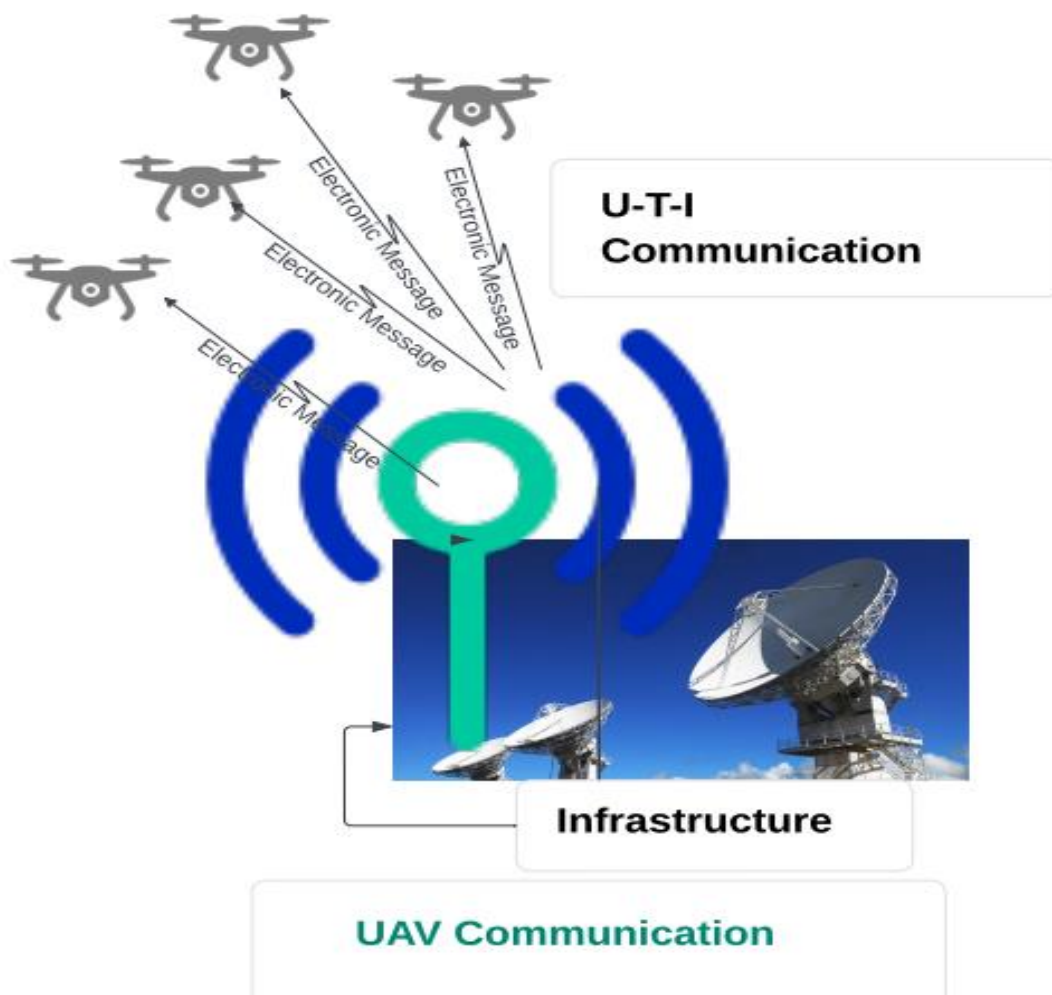 Electronic Message
Electronic Message
Electronic Message
Electronic Message
U-T-I
Communication
Infrastructure
UAV Communication